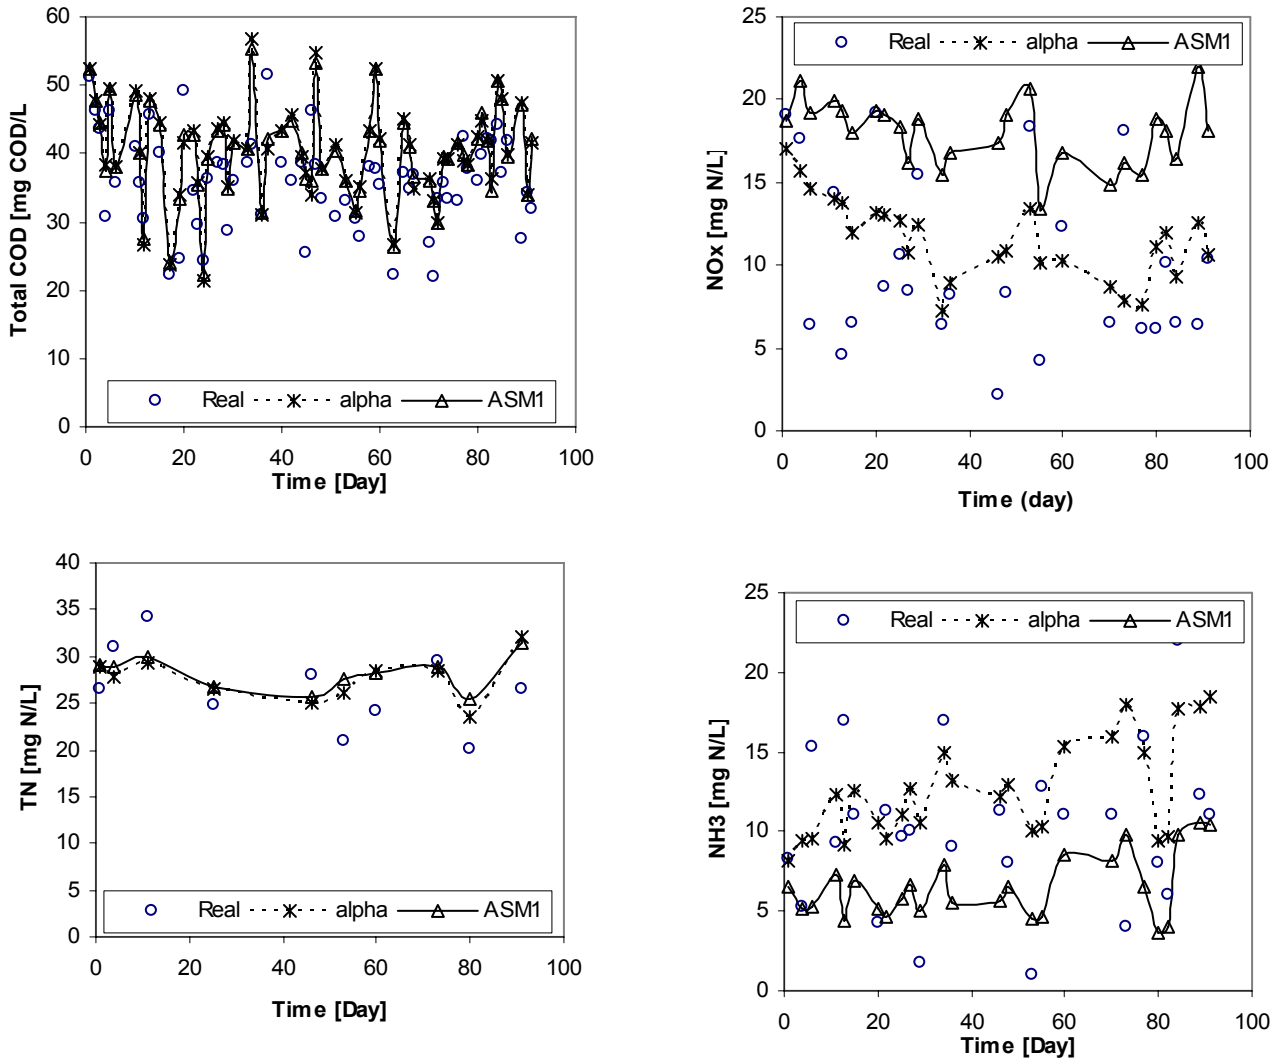 60
50
40
30
20
10
0
Total COD [mg COD/L
Real alpha ASM1
0 20 40 60 80 100
Time [Day]
25
20
15
10
5
0
NOx [mg N/L]
Real alpha ASM1
0 20 40 60 80 100
Time (day)
40
35
30
25
20
15
10
5
0
TN [mg N/L]
Real alpha ASM1
0 20 40 60 80 100
Time [Day]
25
20
15
10
5
0
NH3 [mg N/L]
Real alpha ASM1
0 20 40 60 80 100
Time [Day]